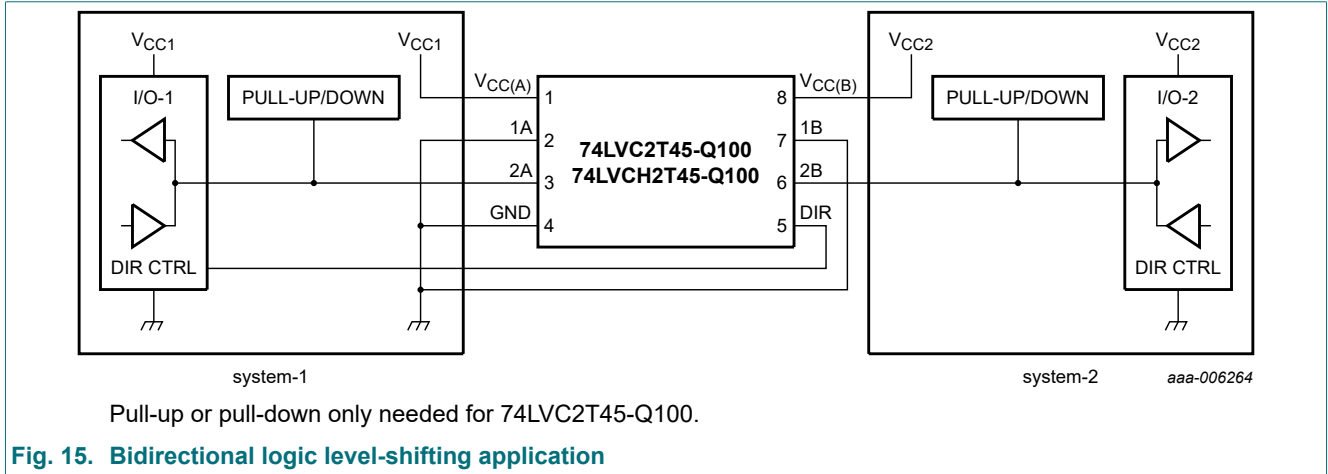 VCC1
VCC1
VCC2
VCC2
I/O-1
PULL-UP/DOWN
VCC(A)
1
8
VCC(B)
PULL-UP/DOWN
I/O-2
1A
2
74LVC2T45-Q100
7
1B
2A
3
74LVCH2T45-Q100
6
2B
GND
4
5
DIR
DIR CTRL
DIR CTRL
system-1
system-2
aaa-006264
Pull-up or pull-down only needed for 74LVC2T45-Q100.
Fig. 15. Bidirectional logic level-shifting application